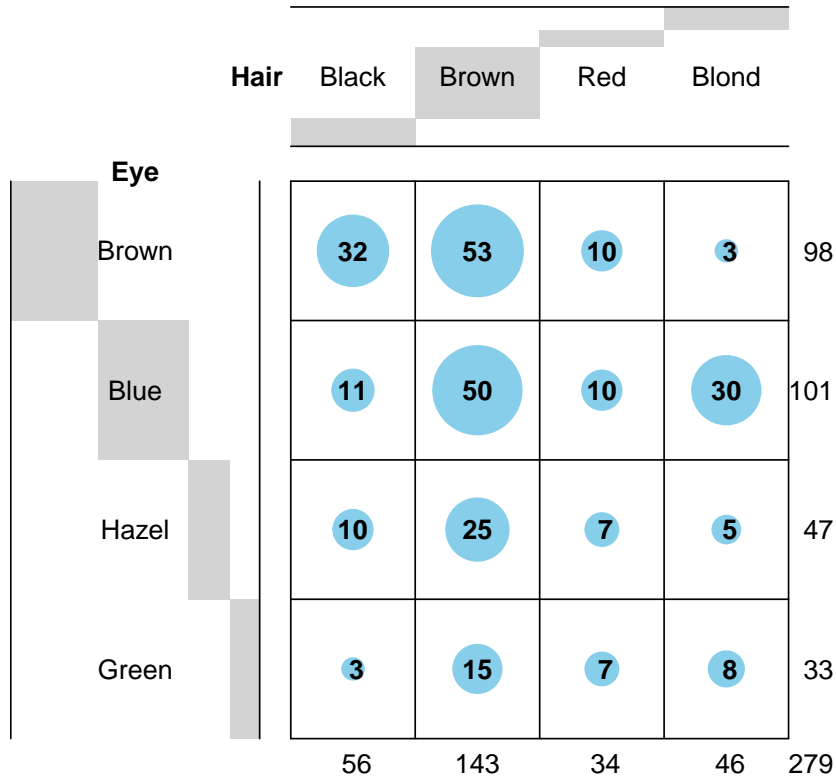 Hair Black Brown Red Blond
Eye
Brown 32 53 10 3 98
Blue 11 50 10 30 101
Hazel 10 25 7 5 47
Green 3 15 7 8 33
56 143 34 46 279